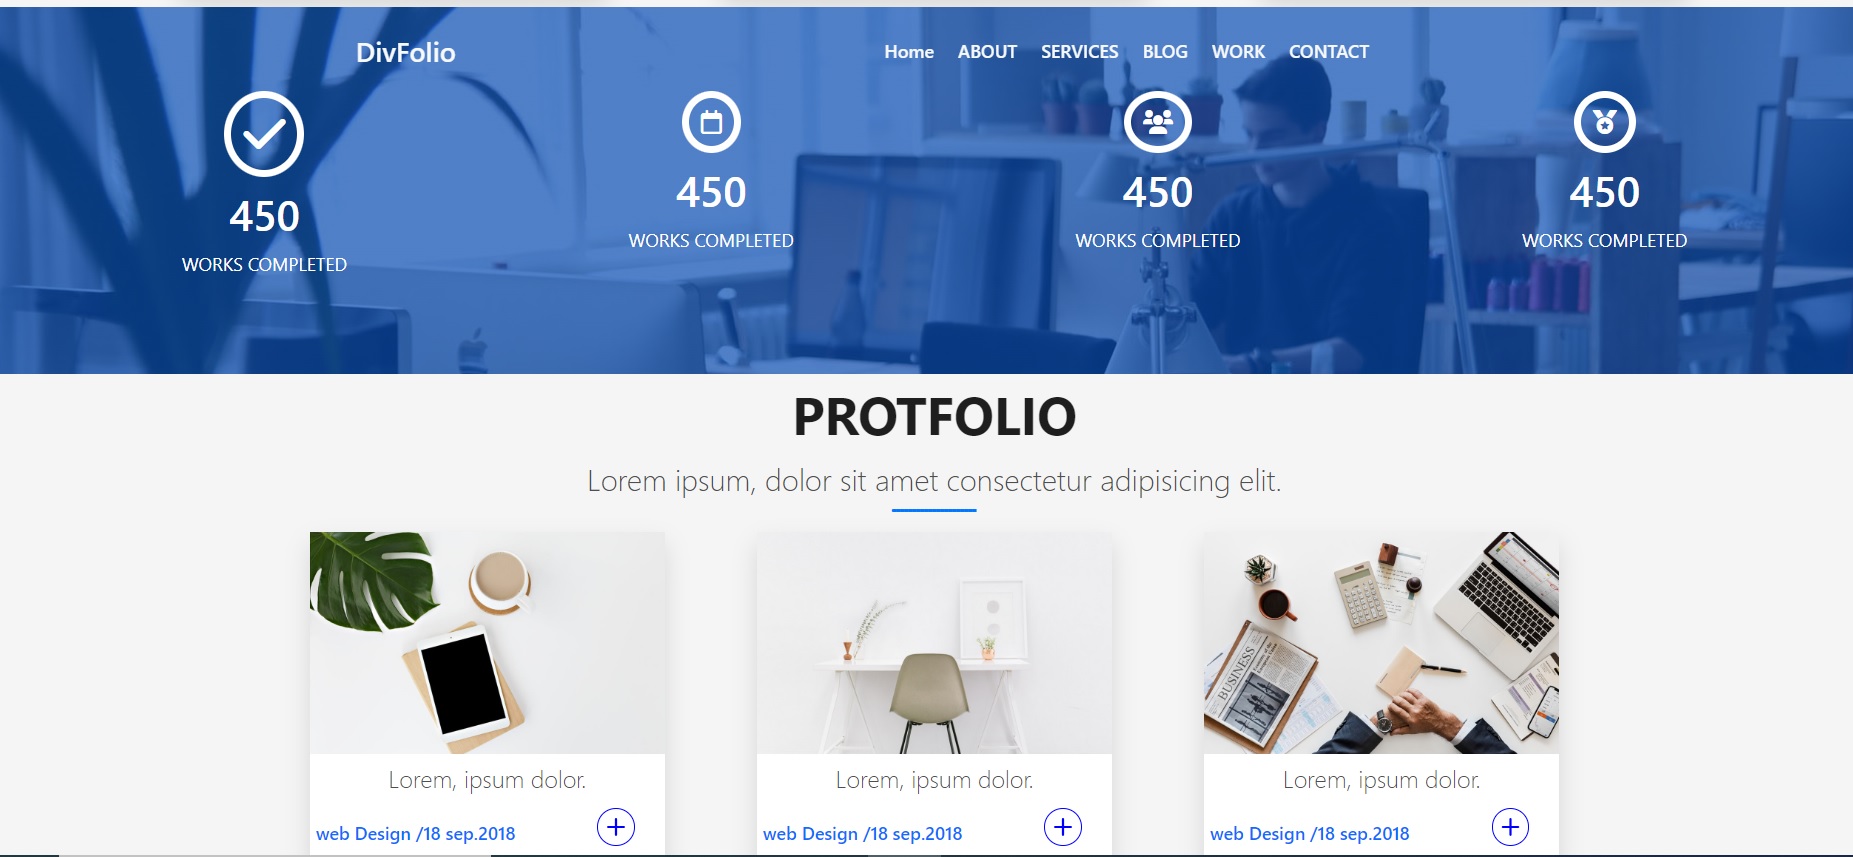 DivFolio Home ABOUT SERVICES BLOG WORK CONTACT
450 450 450 450
WORKS COMPLETED WORKS COMPLETED WORKS COMPLETED WORKS COMPLETED
PROTFOLIO
Lorem ipsum, dolor sit amet consectetur adipisicing elit.
BUSINESS
Lorem, ipsum dolor. Lorem, ipsum dolor. Lorem, ipsum dolor.
web Design /18 sep.2018 web Design /18 sep.2018 web Design /18 sep.2018